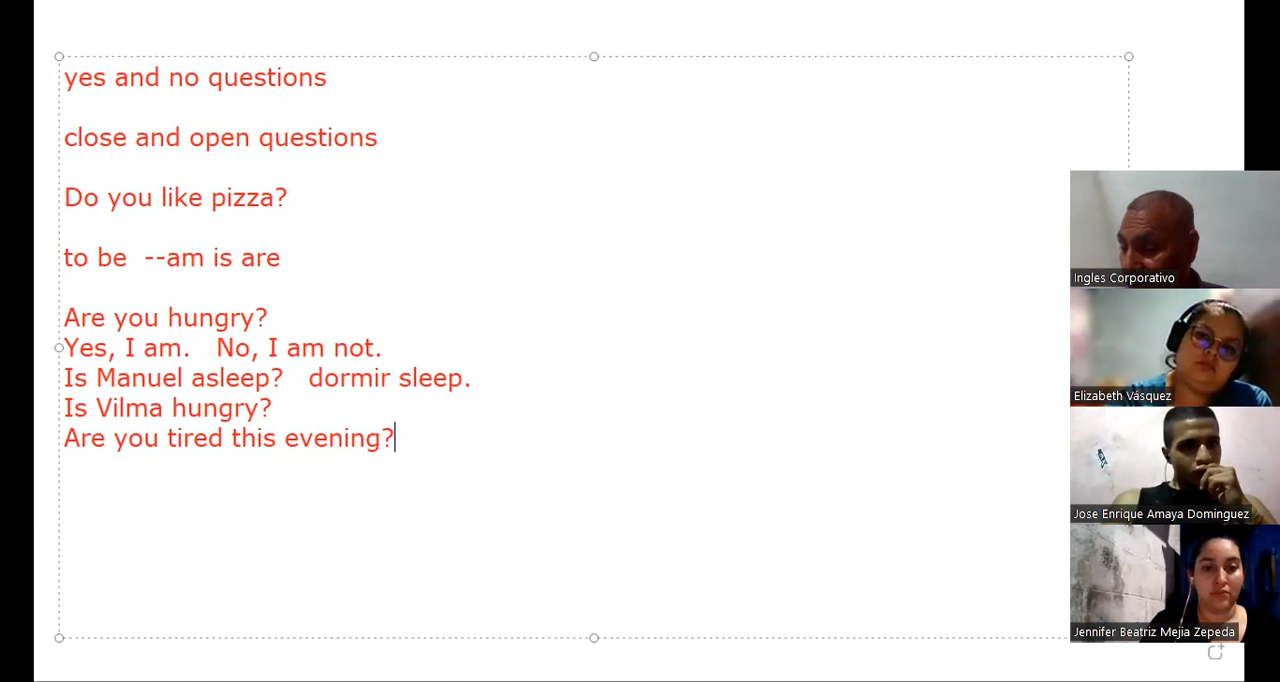 yes and no questions
close and open questions
Do you like pizza?
to be  --am is are
Are you hungry?
Yes, I am.   No, I am not.
Is Manuel asleep?   dormir sleep.
Is Vilma hungry?
Are you tired this evening?
Ingles Corporativo
Elizabeth Vásquez
Jose Enrique Amaya Dominguez
Jennifer Beatriz Mejia Zepeda